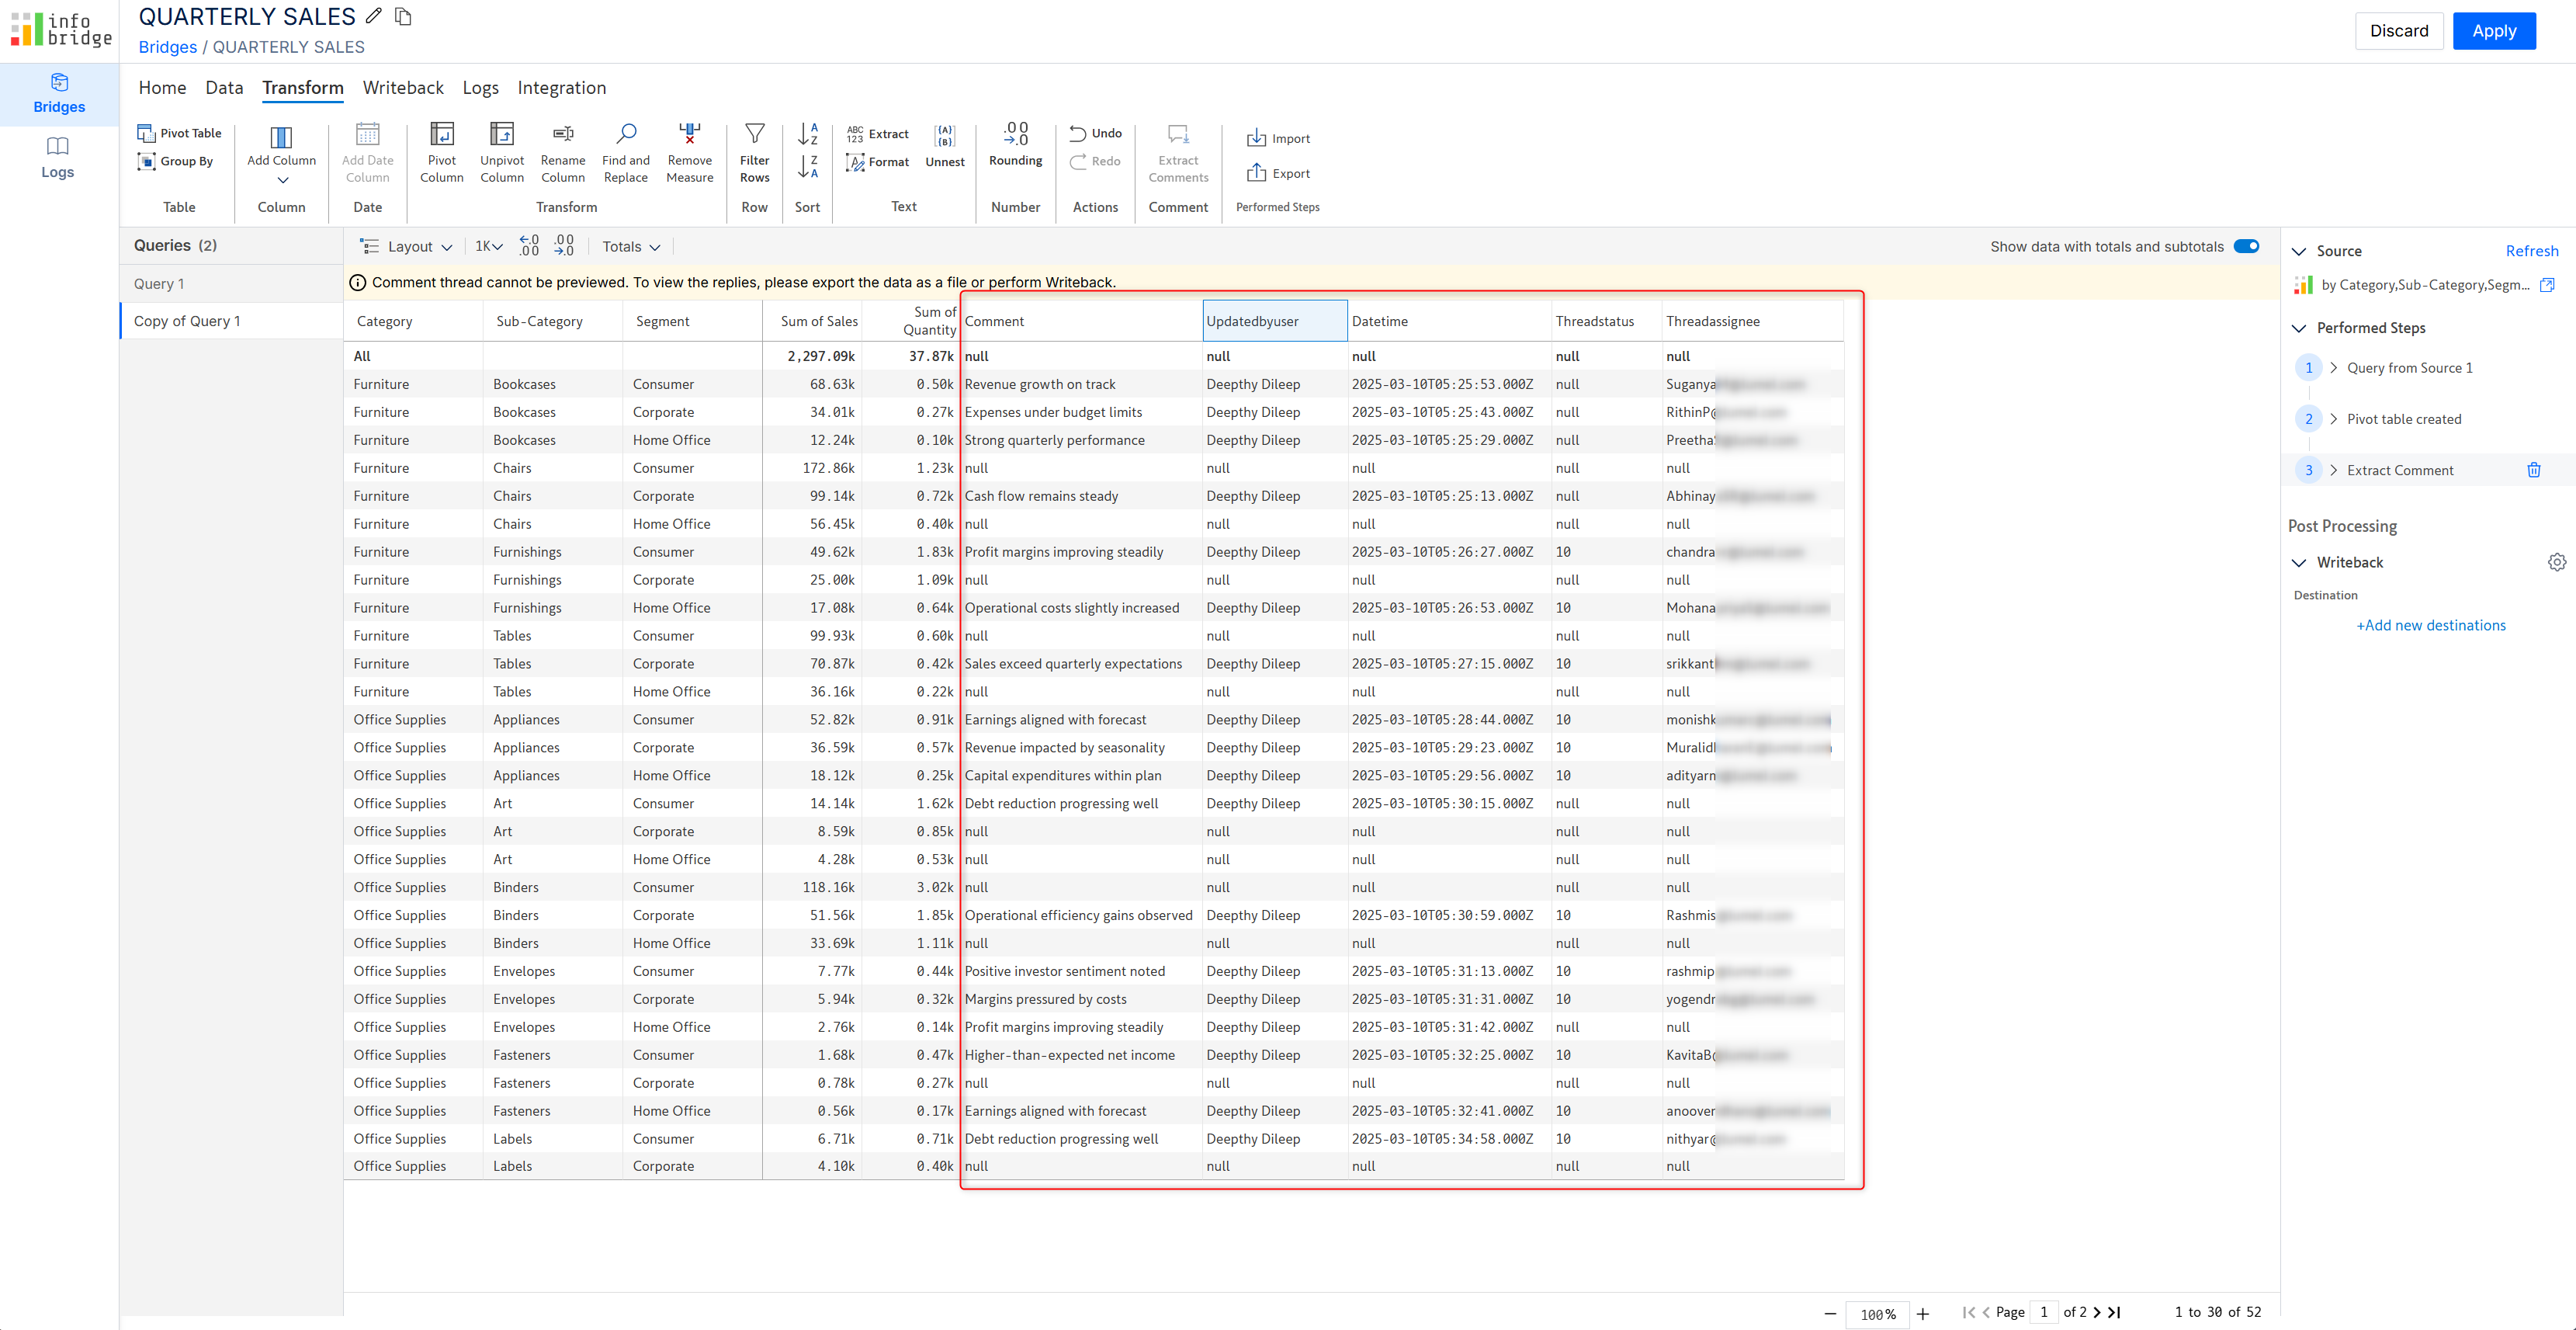 info bridge
QUARTERLY SALES
Bridges / QUARTERLY SALES
Discard Apply
Bridges
Logs
Home Data Transform Writeback Logs Integration
Pivot Table
Group By
Table
Add Column
Column
Add Date Column
Date
Pivot Column
Unpivot Column
Rename Column
Find and Replace
Remove Measure
Transform
Filter Rows
Row
A Z
Z A
Sort
ABC 123 Extract
A Format
{A} {B} Unnest
Text
.00 →.0
Rounding
Number
Undo
Redo
Actions
Extract Comments
Comment
Import
Export
Performed Steps
Queries (2)
Query 1
Copy of Query 1
Layout 1K ←.0 .00 .00 →.0 Totals
Show data with totals and subtotals
Comment thread cannot be previewed. To view the replies, please export the data as a file or perform Writeback.
Category Sub-Category Segment Sum of Sales Sum of Quantity Comment Updatedbyuser Datetime Threadstatus Threadassignee
All 2,297.09k 37.87k null null null null null
Furniture Bookcases Consumer 68.63k 0.50k Revenue growth on track Deepthy Dileep 2025-03-10T05:25:53.000Z null Suganya
Furniture Bookcases Corporate 34.01k 0.27k Expenses under budget limits Deepthy Dileep 2025-03-10T05:25:43.000Z null RithinP@
Furniture Bookcases Home Office 12.24k 0.10k Strong quarterly performance Deepthy Dileep 2025-03-10T05:25:29.000Z null Preetha
Furniture Chairs Consumer 172.86k 1.23k null null null null null
Furniture Chairs Corporate 99.14k 0.72k Cash flow remains steady Deepthy Dileep 2025-03-10T05:25:13.000Z null Abhinay
Furniture Chairs Home Office 56.45k 0.40k null null null null null
Furniture Furnishings Consumer 49.62k 1.83k Profit margins improving steadily Deepthy Dileep 2025-03-10T05:26:27.000Z 10 chandra
Furniture Furnishings Corporate 25.00k 1.09k null null null null null
Furniture Furnishings Home Office 17.08k 0.64k Operational costs slightly increased Deepthy Dileep 2025-03-10T05:26:53.000Z 10 Mohana
Furniture Tables Consumer 99.93k 0.60k null null null null null
Furniture Tables Corporate 70.87k 0.42k Sales exceed quarterly expectations Deepthy Dileep 2025-03-10T05:27:15.000Z 10 srikkant
Furniture Tables Home Office 36.16k 0.22k null null null null null
Office Supplies Appliances Consumer 52.82k 0.91k Earnings aligned with forecast Deepthy Dileep 2025-03-10T05:28:44.000Z 10 monishk
Office Supplies Appliances Corporate 36.59k 0.57k Revenue impacted by seasonality Deepthy Dileep 2025-03-10T05:29:23.000Z 10 Muralid
Office Supplies Appliances Home Office 18.12k 0.25k Capital expenditures within plan Deepthy Dileep 2025-03-10T05:29:56.000Z 10 adityarn
Office Supplies Art Consumer 14.14k 1.62k Debt reduction progressing well Deepthy Dileep 2025-03-10T05:30:15.000Z null null
Office Supplies Art Corporate 8.59k 0.85k null null null null null
Office Supplies Art Home Office 4.28k 0.53k null null null null null
Office Supplies Binders Consumer 118.16k 3.02k null null null null null
Office Supplies Binders Corporate 51.56k 1.85k Operational efficiency gains observed Deepthy Dileep 2025-03-10T05:30:59.000Z 10 Rashmis
Office Supplies Binders Home Office 33.69k 1.11k null null null null null
Office Supplies Envelopes Consumer 7.77k 0.44k Positive investor sentiment noted Deepthy Dileep 2025-03-10T05:31:13.000Z 10 rashmip
Office Supplies Envelopes Corporate 5.94k 0.32k Margins pressured by costs Deepthy Dileep 2025-03-10T05:31:31.000Z 10 yogendr
Office Supplies Envelopes Home Office 2.76k 0.14k Profit margins improving steadily Deepthy Dileep 2025-03-10T05:31:42.000Z null null
Office Supplies Fasteners Consumer 1.68k 0.47k Higher-than-expected net income Deepthy Dileep 2025-03-10T05:32:25.000Z 10 KavitaB@
Office Supplies Fasteners Corporate 0.78k 0.27k null null null null null
Office Supplies Fasteners Home Office 0.56k 0.17k Earnings aligned with forecast Deepthy Dileep 2025-03-10T05:32:41.000Z 10 anoover
Office Supplies Labels Consumer 6.71k 0.71k Debt reduction progressing well Deepthy Dileep 2025-03-10T05:34:58.000Z 10 nithyar@
Office Supplies Labels Corporate 4.10k 0.40k null null null null null
Source Refresh
by Category,Sub-Category,Segm...
Performed Steps
1 Query from Source 1
2 Pivot table created
3 Extract Comment
Post Processing
Writeback
Destination
+Add new destinations
− 100% + Page 1 of 2 1 to 30 of 52